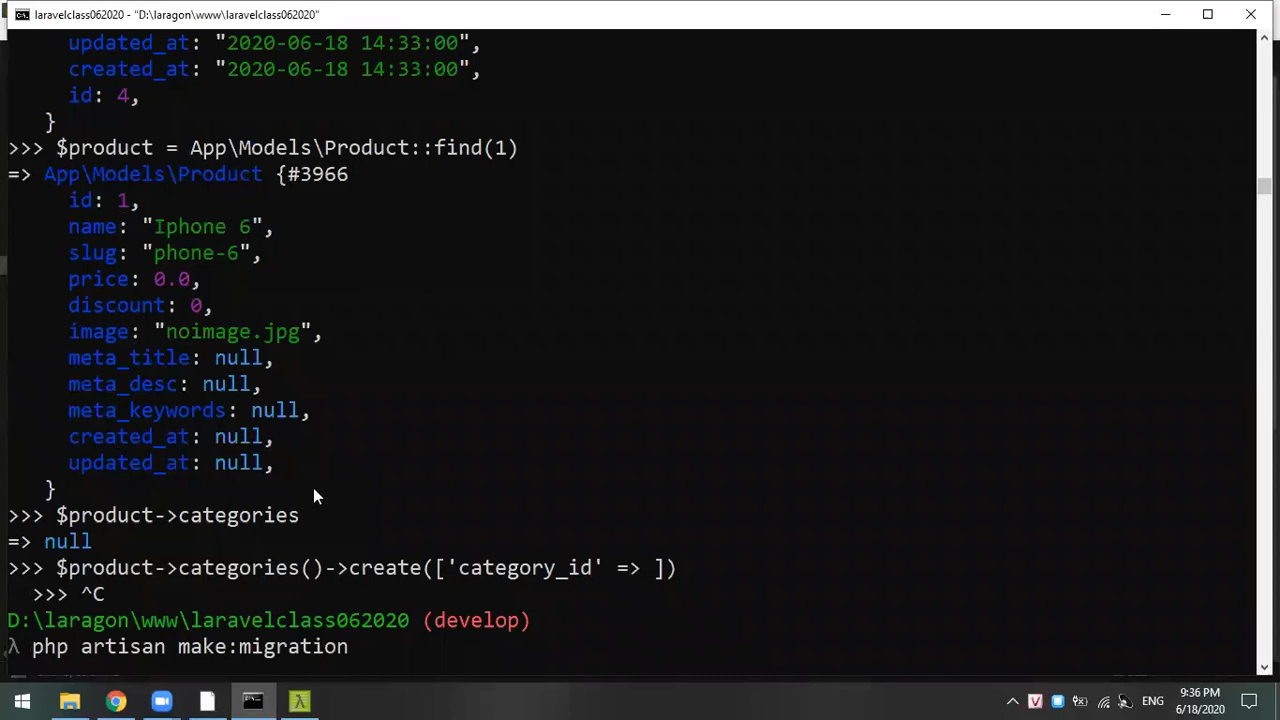 laravelclass062020 - "D:\laragon\www\laravelclass062020"
updated_at: "2020-06-18 14:33:00",
created_at: "2020-06-18 14:33:00",
id: 4,
}
>>> $product = App\Models\Product::find(1)
=> App\Models\Product {#3966
id: 1,
name: "Iphone 6",
slug: "phone-6",
price: 0.0,
discount: 0,
image: "noimage.jpg",
meta_title: null,
meta_desc: null,
meta_keywords: null,
created_at: null,
updated_at: null,
}
>>> $product->categories
=> null
>>> $product->categories()->create(['category_id' => ])
>>> ^C
D:\laragon\www\laravelclass062020 (develop)
λ php artisan make:migration
ENG
9:36 PM
6/18/2020